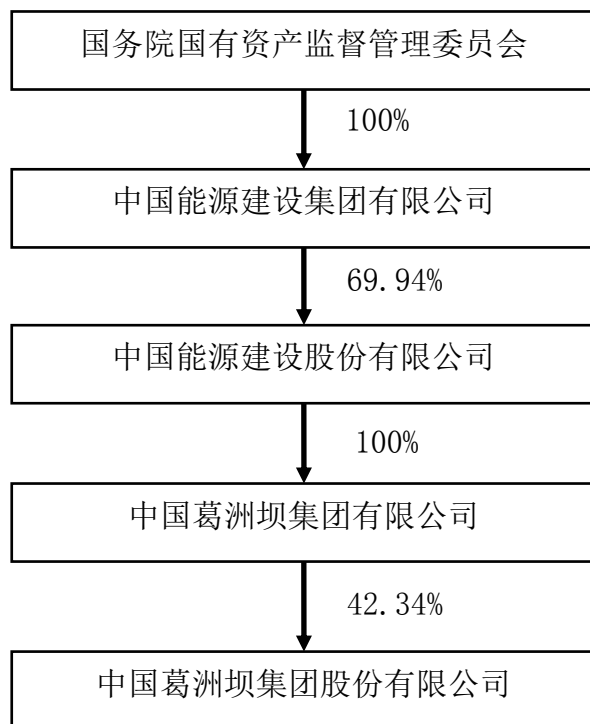 国务院国有资产监督管理委员会
100%
中国能源建设集团有限公司
69.94%
中国能源建设股份有限公司
100%
中国葛洲坝集团有限公司
42.34%
中国葛洲坝集团股份有限公司